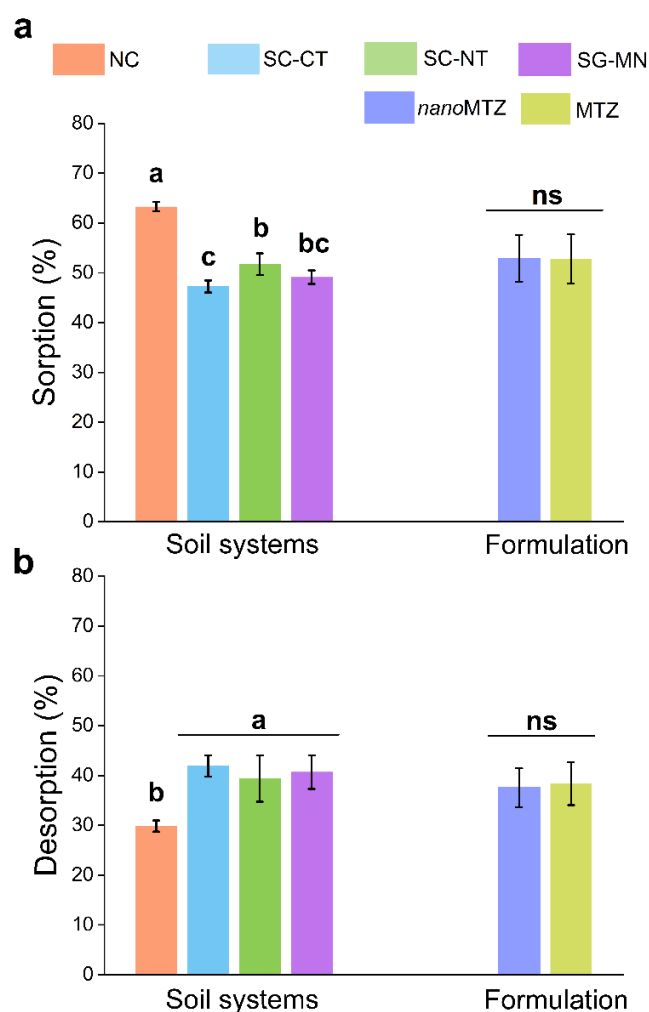 a
NC SC-CT SC-NT SG-MN
nanoMTZ MTZ
80
70
60
50
40
30
20
10
0
Sorption (%)
a
c
b
bc
ns
Soil systems Formulation
b
80
70
60
50
40
30
20
10
0
Desorption (%)
b
a
ns
Soil systems Formulation